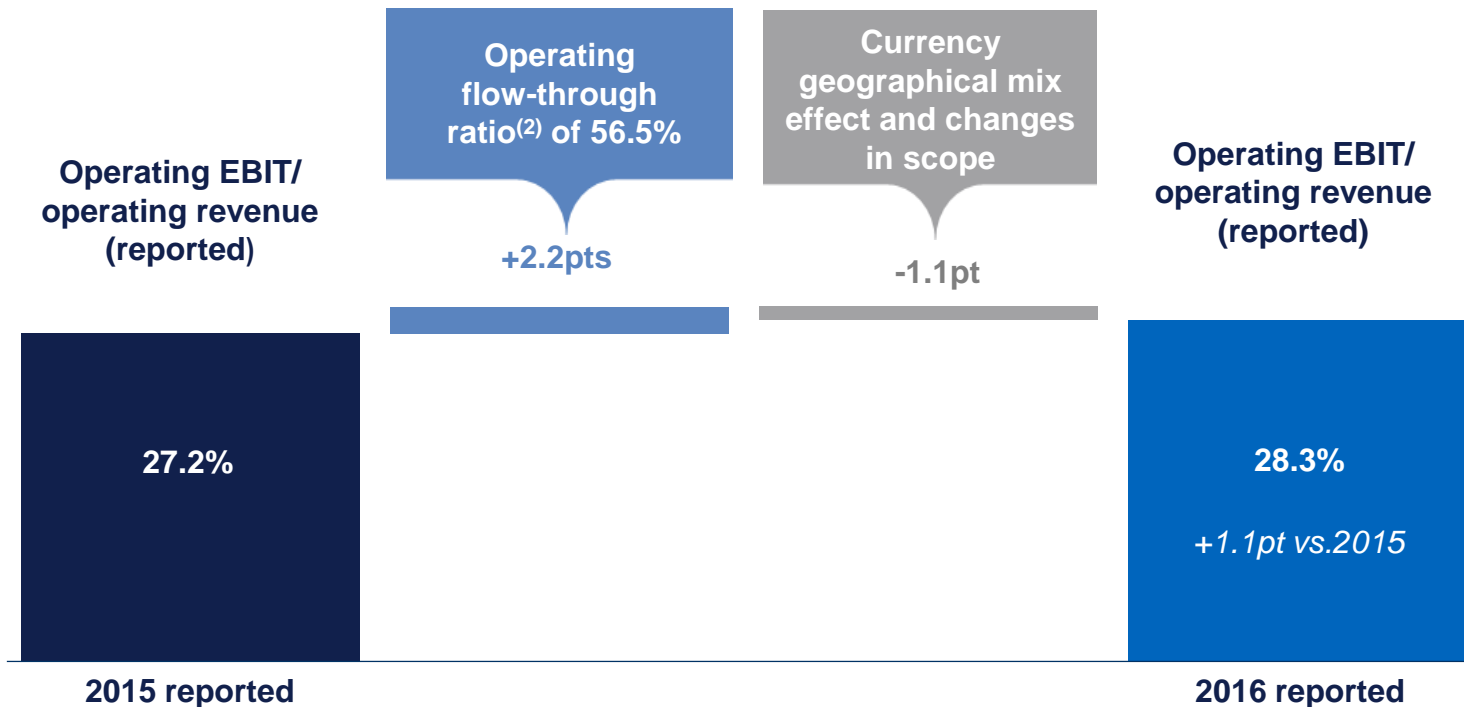 Operating EBIT/
operating revenue
(reported)
27.2%
2015 reported
Operating
flow-through
ratio(2) of 56.5%
+2.2pts
Currency
geographical mix
effect and changes
in scope
-1.1pt
Operating EBIT/
operating revenue
(reported)
28.3%
+1.1pt vs.2015
2016 reported